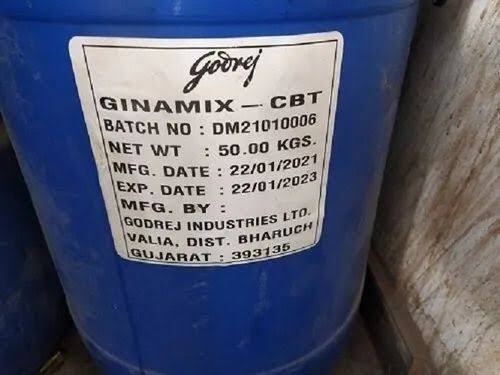 Godrej
GINAMIX - CBT
BATCH NO : DM21010006
NET WT : 50.00 KGS.
MFG. DATE : 22/01/2021
EXP. DATE : 22/01/2023
MFG. BY :
GODREJ INDUSTRIES LTD.
VALIA, DIST. BHARUCH
GUJARAT : 393135